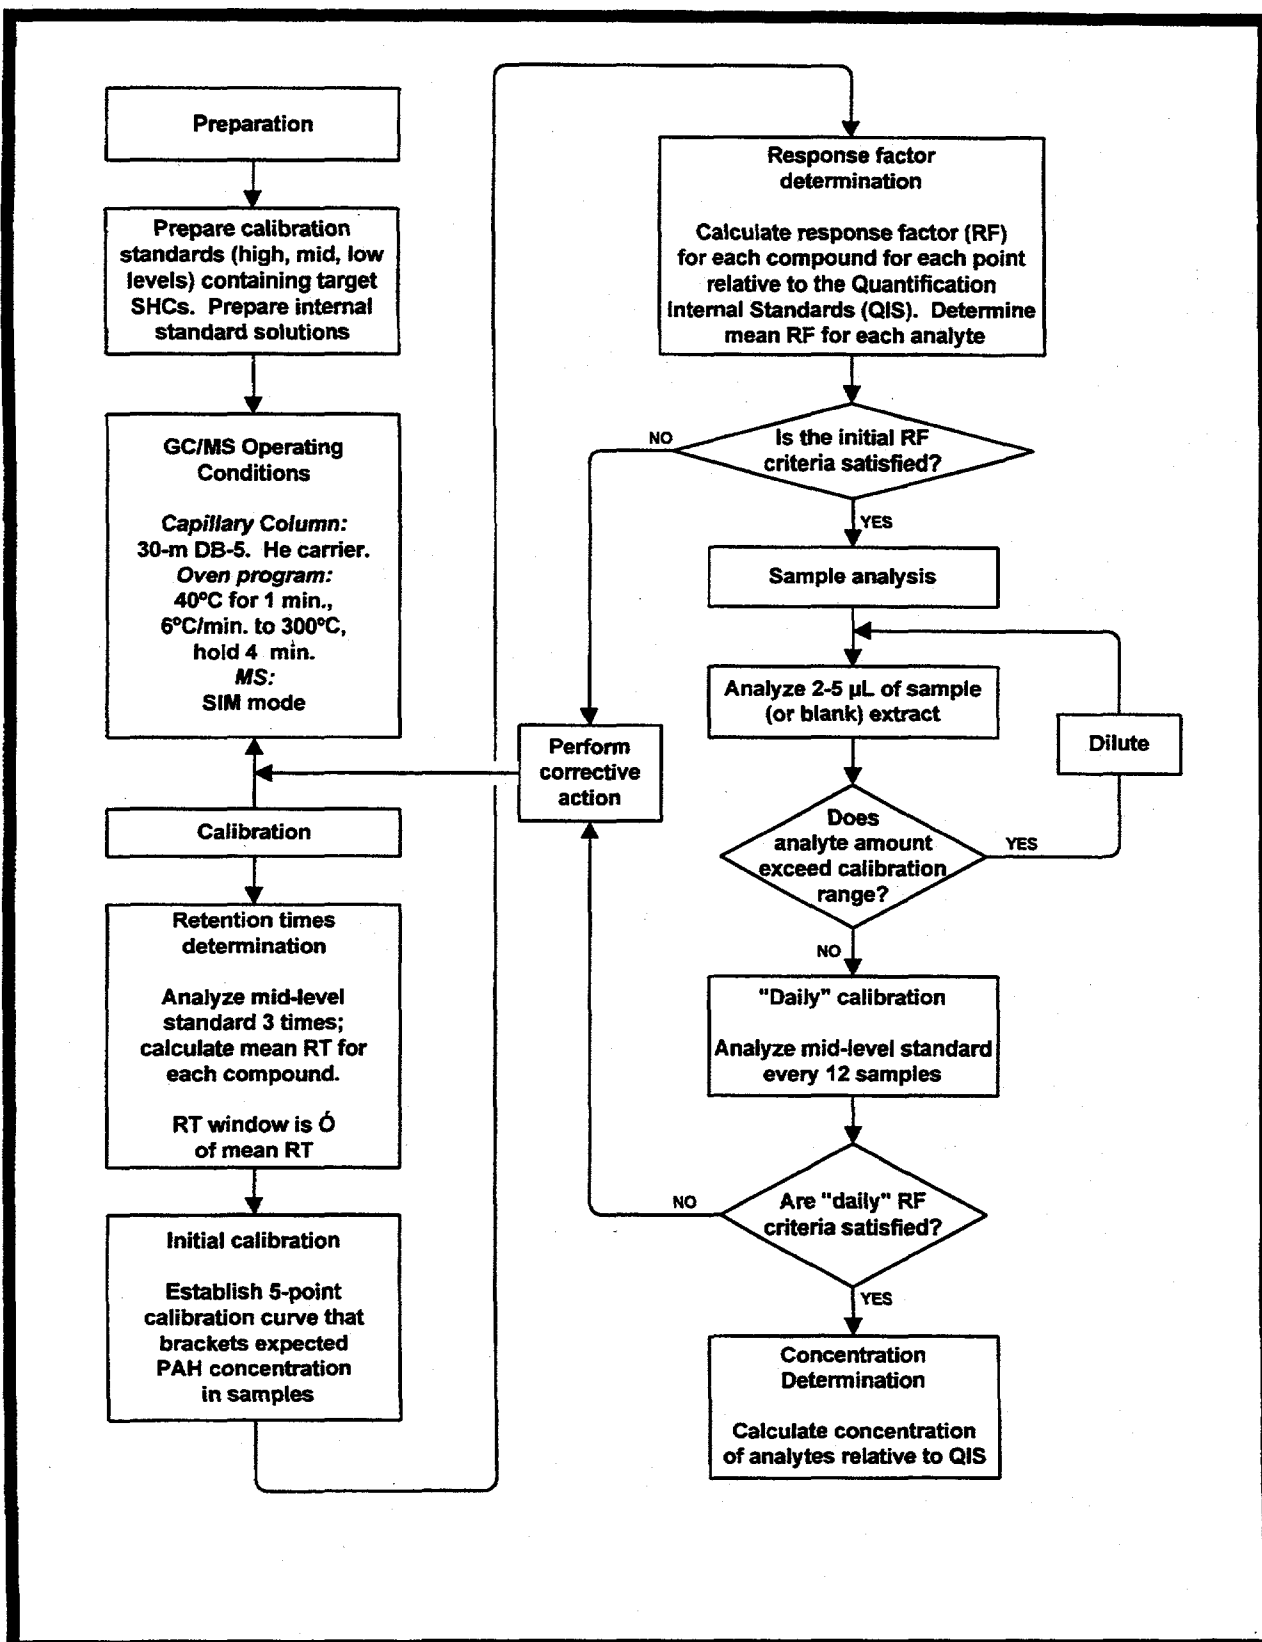 Preparation
Prepare calibration
standards (high, mid, low
levels) containing target
SHCs. Prepare internal
standard solutions
GC/MS Operating
Conditions
Capillary Column:
30-m DB-5. He carrier.
Oven program:
40°C for 1 min.,
6°C/min. to 300°C,
hold 4 min.
MS:
SIM mode
Calibration
Retention times
determination
Analyze mid-level
standard 3 times;
calculate mean RT for
each compound.
RT window is Ó
of mean RT
Initial calibration
Establish 5-point
calibration curve that
brackets expected
PAH concentration
in samples
Perform
corrective
action
Response factor
determination
Calculate response factor (RF)
for each compound for each point
relative to the Quantification
Internal Standards (QIS). Determine
mean RF for each analyte
NO
Is the initial RF
criteria satisfied?
YES
Sample analysis
Analyze 2-5 µL of sample
(or blank) extract
Dilute
Does
analyte amount
exceed calibration
range?
YES
NO
"Daily" calibration
Analyze mid-level standard
every 12 samples
NO
Are "daily" RF
criteria satisfied?
YES
Concentration
Determination
Calculate concentration
of analytes relative to QIS